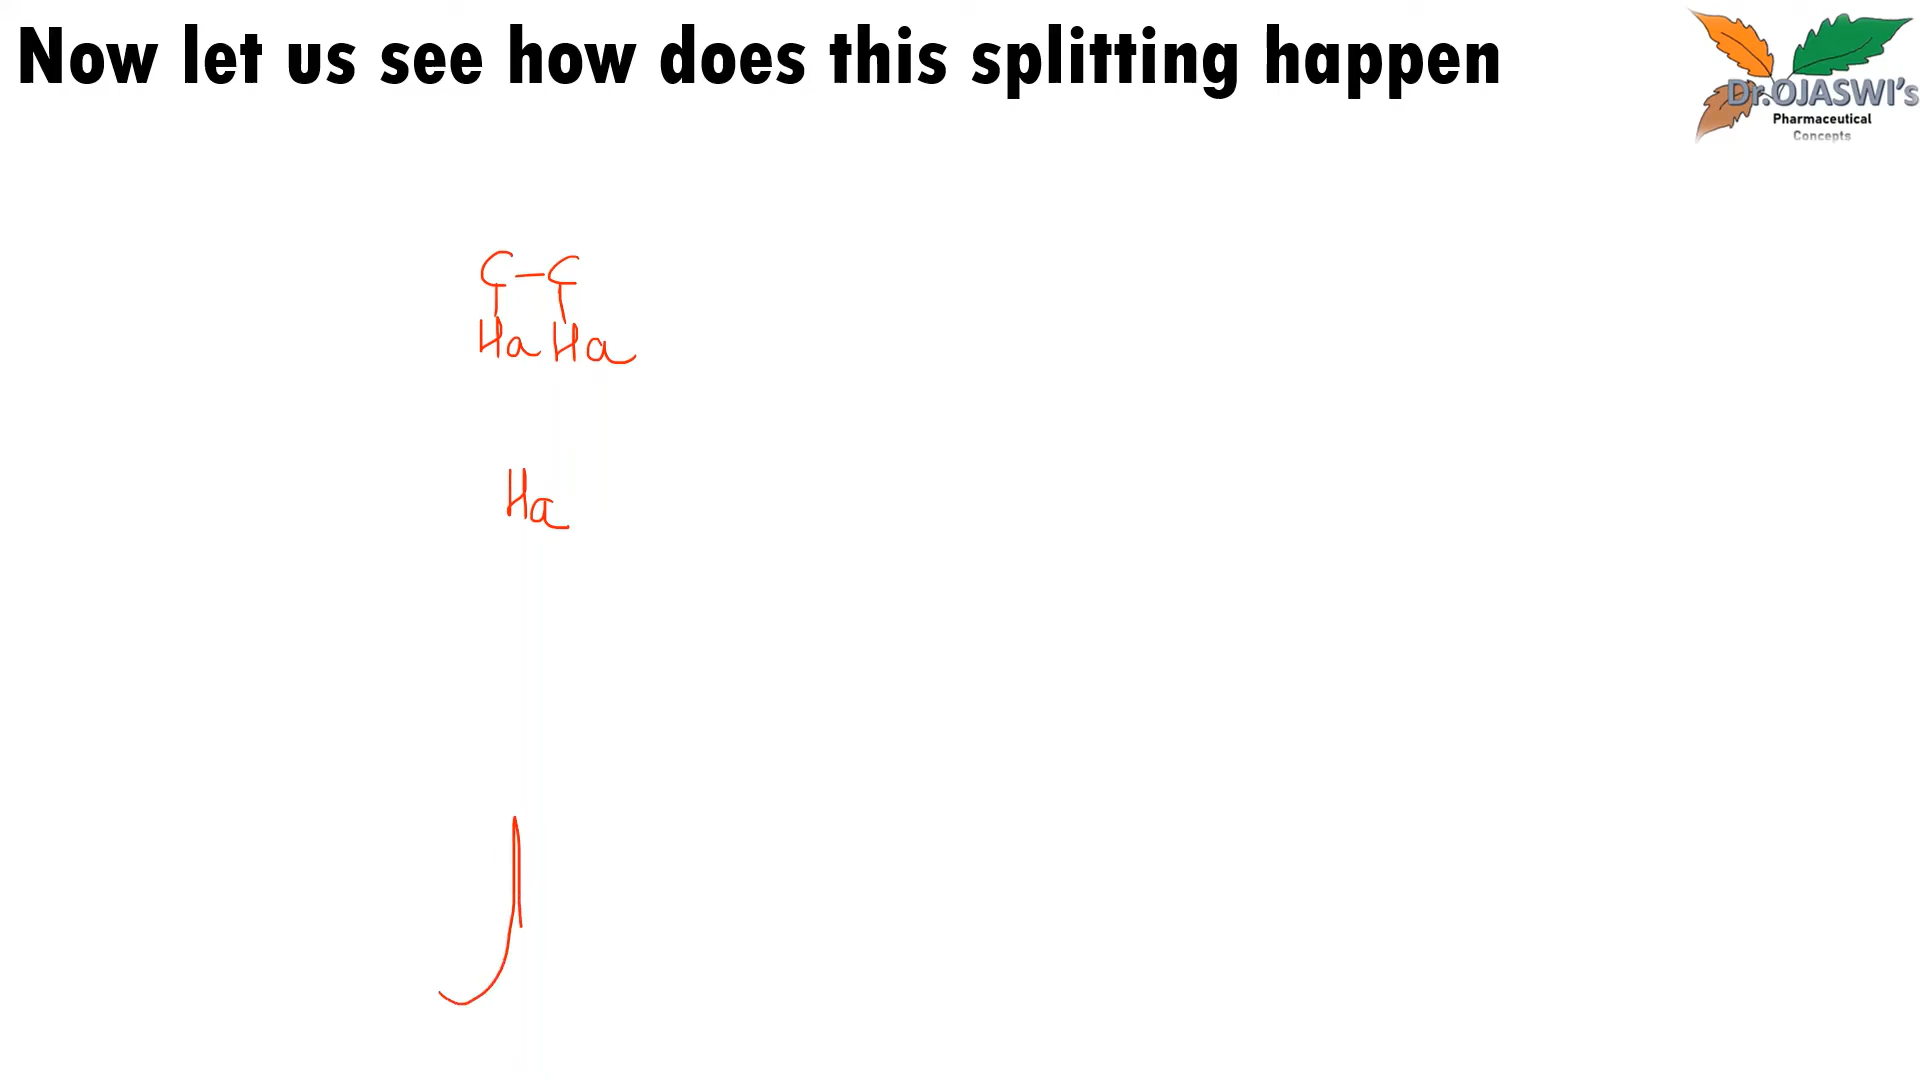 Now let us see how does this splitting happen
Dr.OJASWI's
Pharmaceutical
Concepts
C-C
Ha Ha
Ha